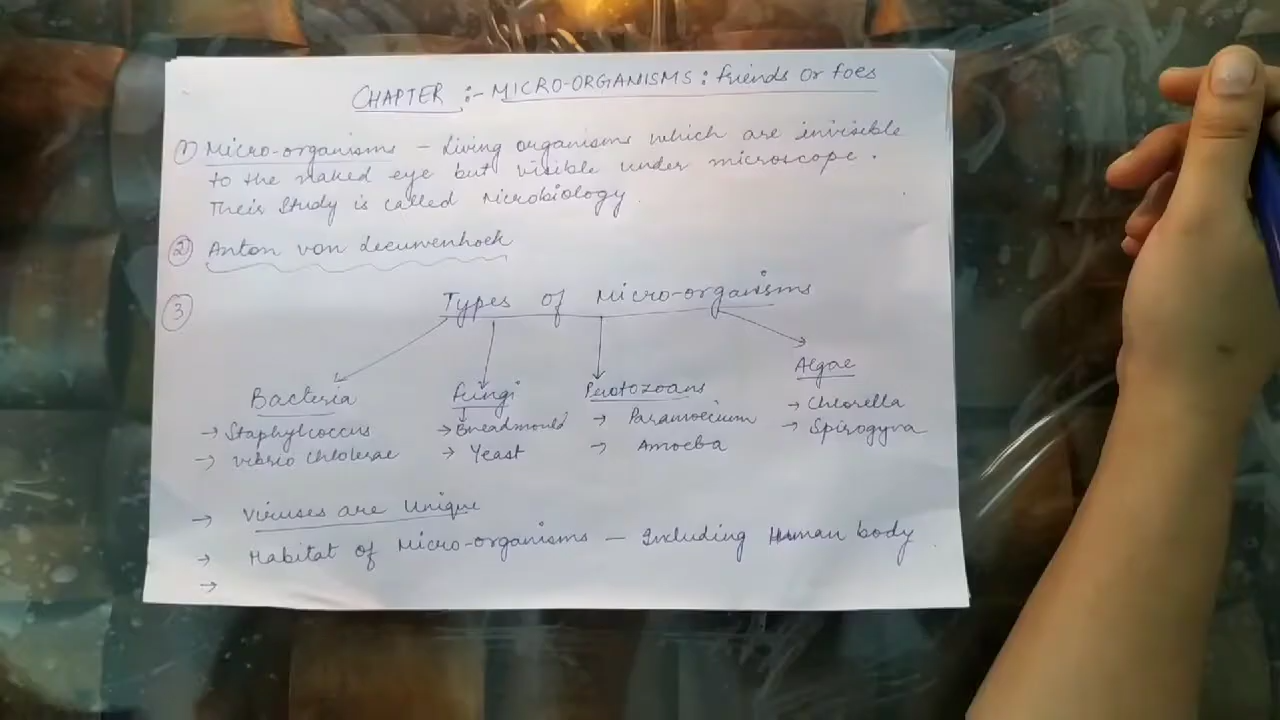 CHAPTER :- MICRO-ORGANISMS : Friends or Foes
① Micro-organisms – Living organisms which are invisible
to the naked eye but visible under microscope.
Their Study is called Microbiology.
② Anton von Leeuwenhoek
③ Types of Micro-organisms
Bacteria
→ Staphylcoccus
→ Vibrio chlolerae
Fungi
→ Breadmould
→ Yeast
Protozoans
→ Paramoecium
→ Amoeba
Algae
→ Chlorella
→ Spirogyra
→ Viruses are Unique
→ Habitat of Micro-organisms – Including Human body
→